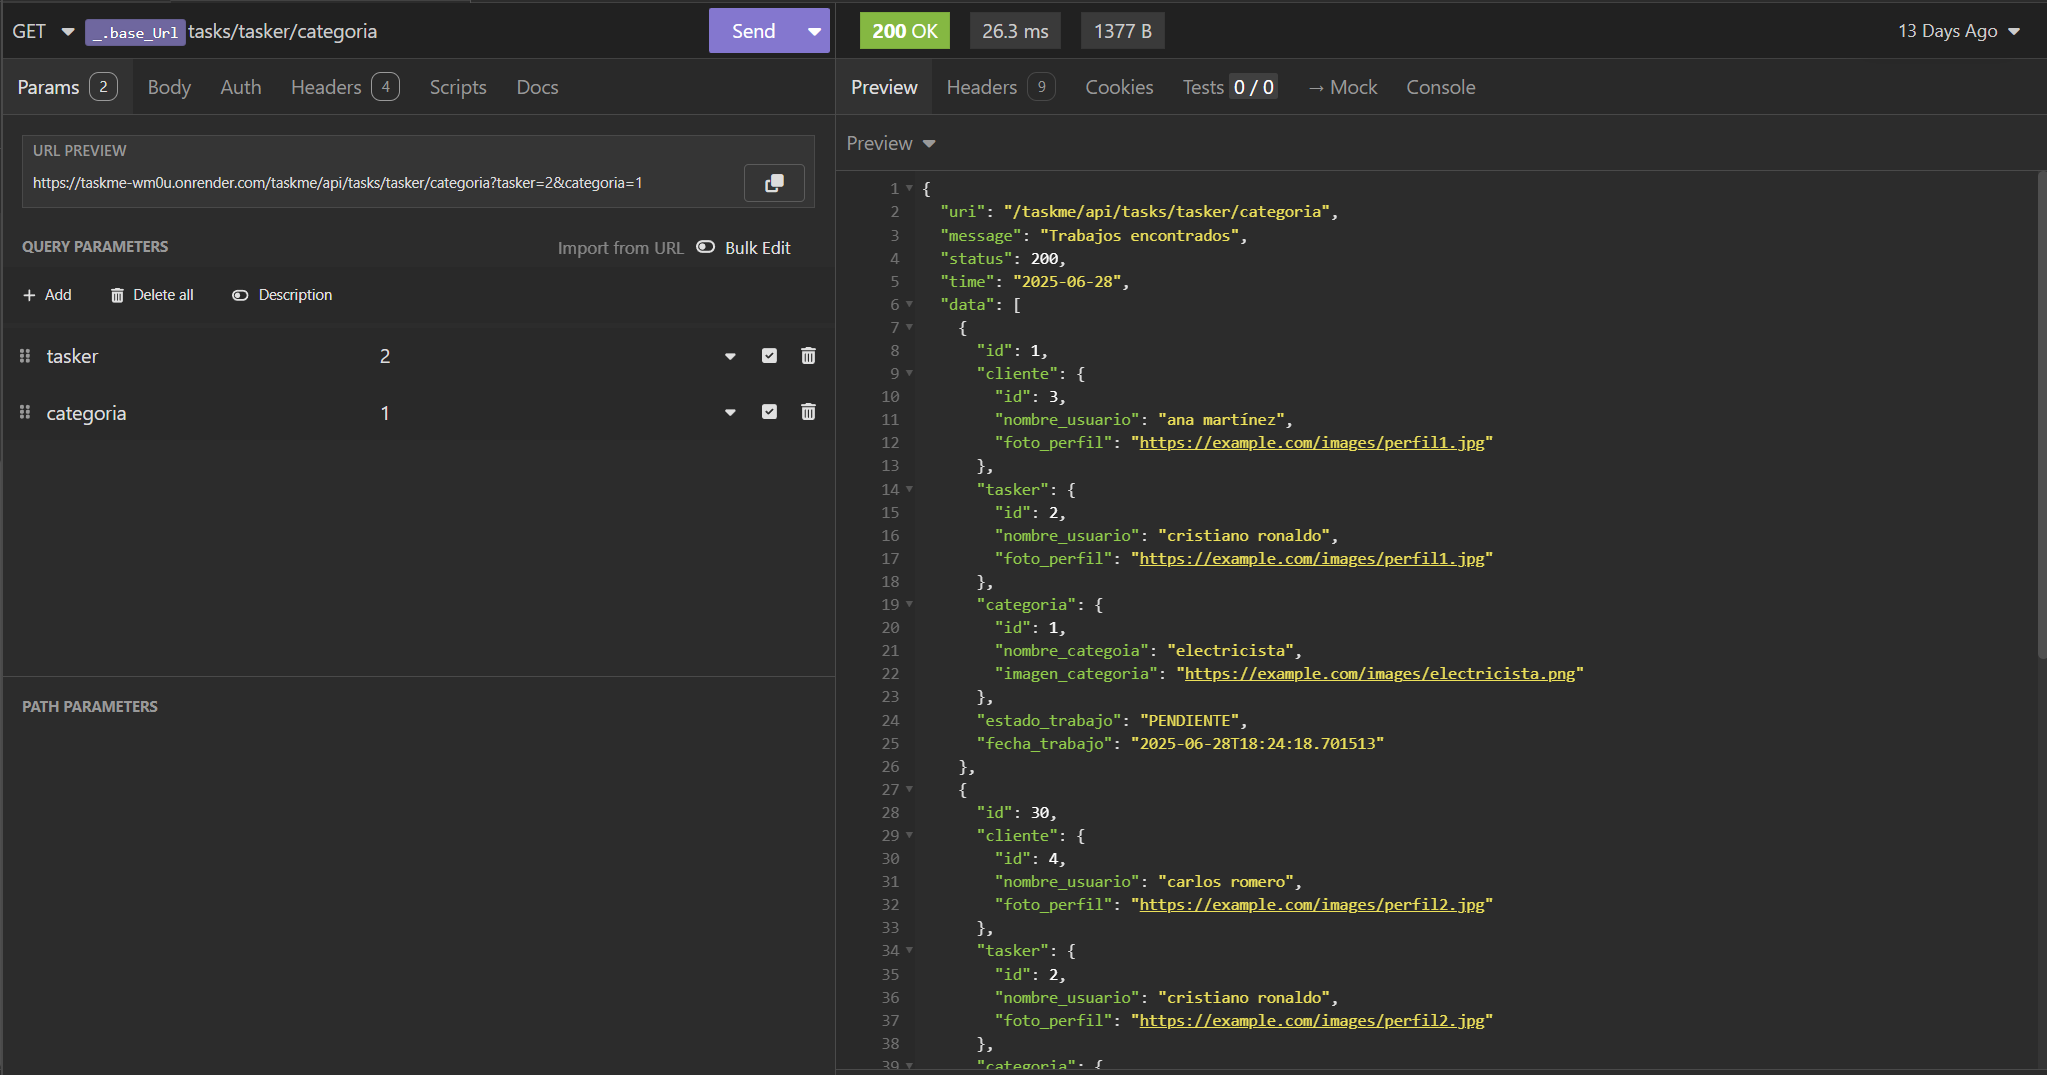 GET _.base_Url tasks/tasker/categoria Send
Params 2 Body Auth Headers 4 Scripts Docs
URL PREVIEW
https://taskme-wm0u.onrender.com/taskme/api/tasks/tasker/categoria?tasker=2&categoria=1
QUERY PARAMETERS Import from URL Bulk Edit
+ Add Delete all Description
tasker 2
categoria 1
PATH PARAMETERS
200 OK 26.3 ms 1377 B 13 Days Ago
Preview Headers 9 Cookies Tests 0 / 0 → Mock Console
Preview
1 {
2 "uri": "/taskme/api/tasks/tasker/categoria",
3 "message": "Trabajos encontrados",
4 "status": 200,
5 "time": "2025-06-28",
6 "data": [
7 {
8 "id": 1,
9 "cliente": {
10 "id": 3,
11 "nombre_usuario": "ana martínez",
12 "foto_perfil": "https://example.com/images/perfil1.jpg"
13 },
14 "tasker": {
15 "id": 2,
16 "nombre_usuario": "cristiano ronaldo",
17 "foto_perfil": "https://example.com/images/perfil1.jpg"
18 },
19 "categoria": {
20 "id": 1,
21 "nombre_categoia": "electricista",
22 "imagen_categoria": "https://example.com/images/electricista.png"
23 },
24 "estado_trabajo": "PENDIENTE",
25 "fecha_trabajo": "2025-06-28T18:24:18.701513"
26 },
27 {
28 "id": 30,
29 "cliente": {
30 "id": 4,
31 "nombre_usuario": "carlos romero",
32 "foto_perfil": "https://example.com/images/perfil2.jpg"
33 },
34 "tasker": {
35 "id": 2,
36 "nombre_usuario": "cristiano ronaldo",
37 "foto_perfil": "https://example.com/images/perfil2.jpg"
38 },
39 "categoria": {